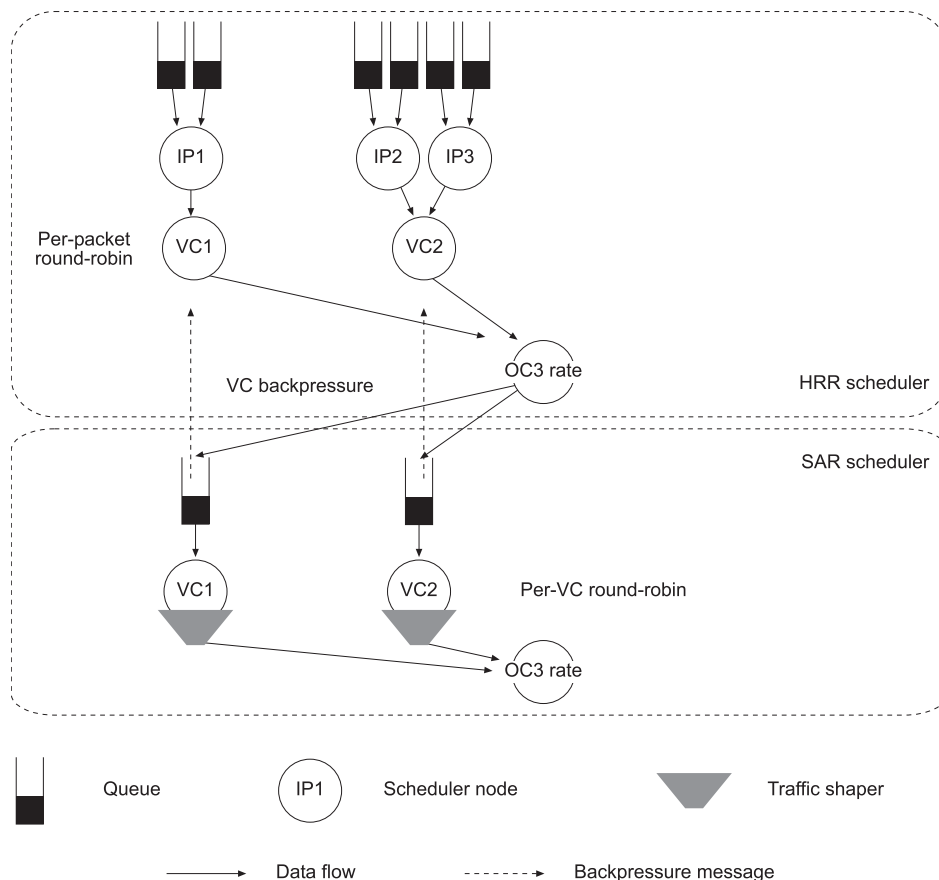 IP1
IP2
IP3
Per-packet
round-robin
VC1
VC2
OC3 rate
VC backpressure
HRR scheduler
SAR scheduler
VC1
VC2
Per-VC round-robin
OC3 rate
Queue
IP1
Scheduler node
Traffic shaper
Data flow
Backpressure message